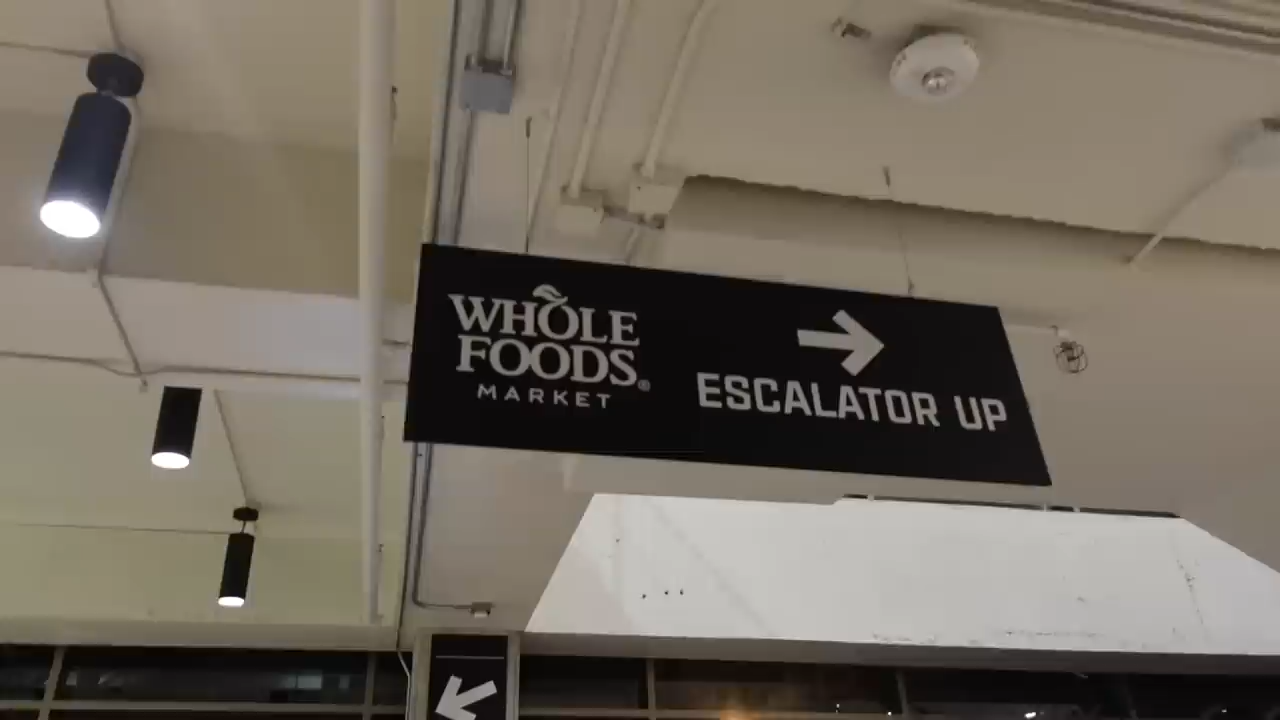 WHOLE
FOODS®
MARKET
→
ESCALATOR UP